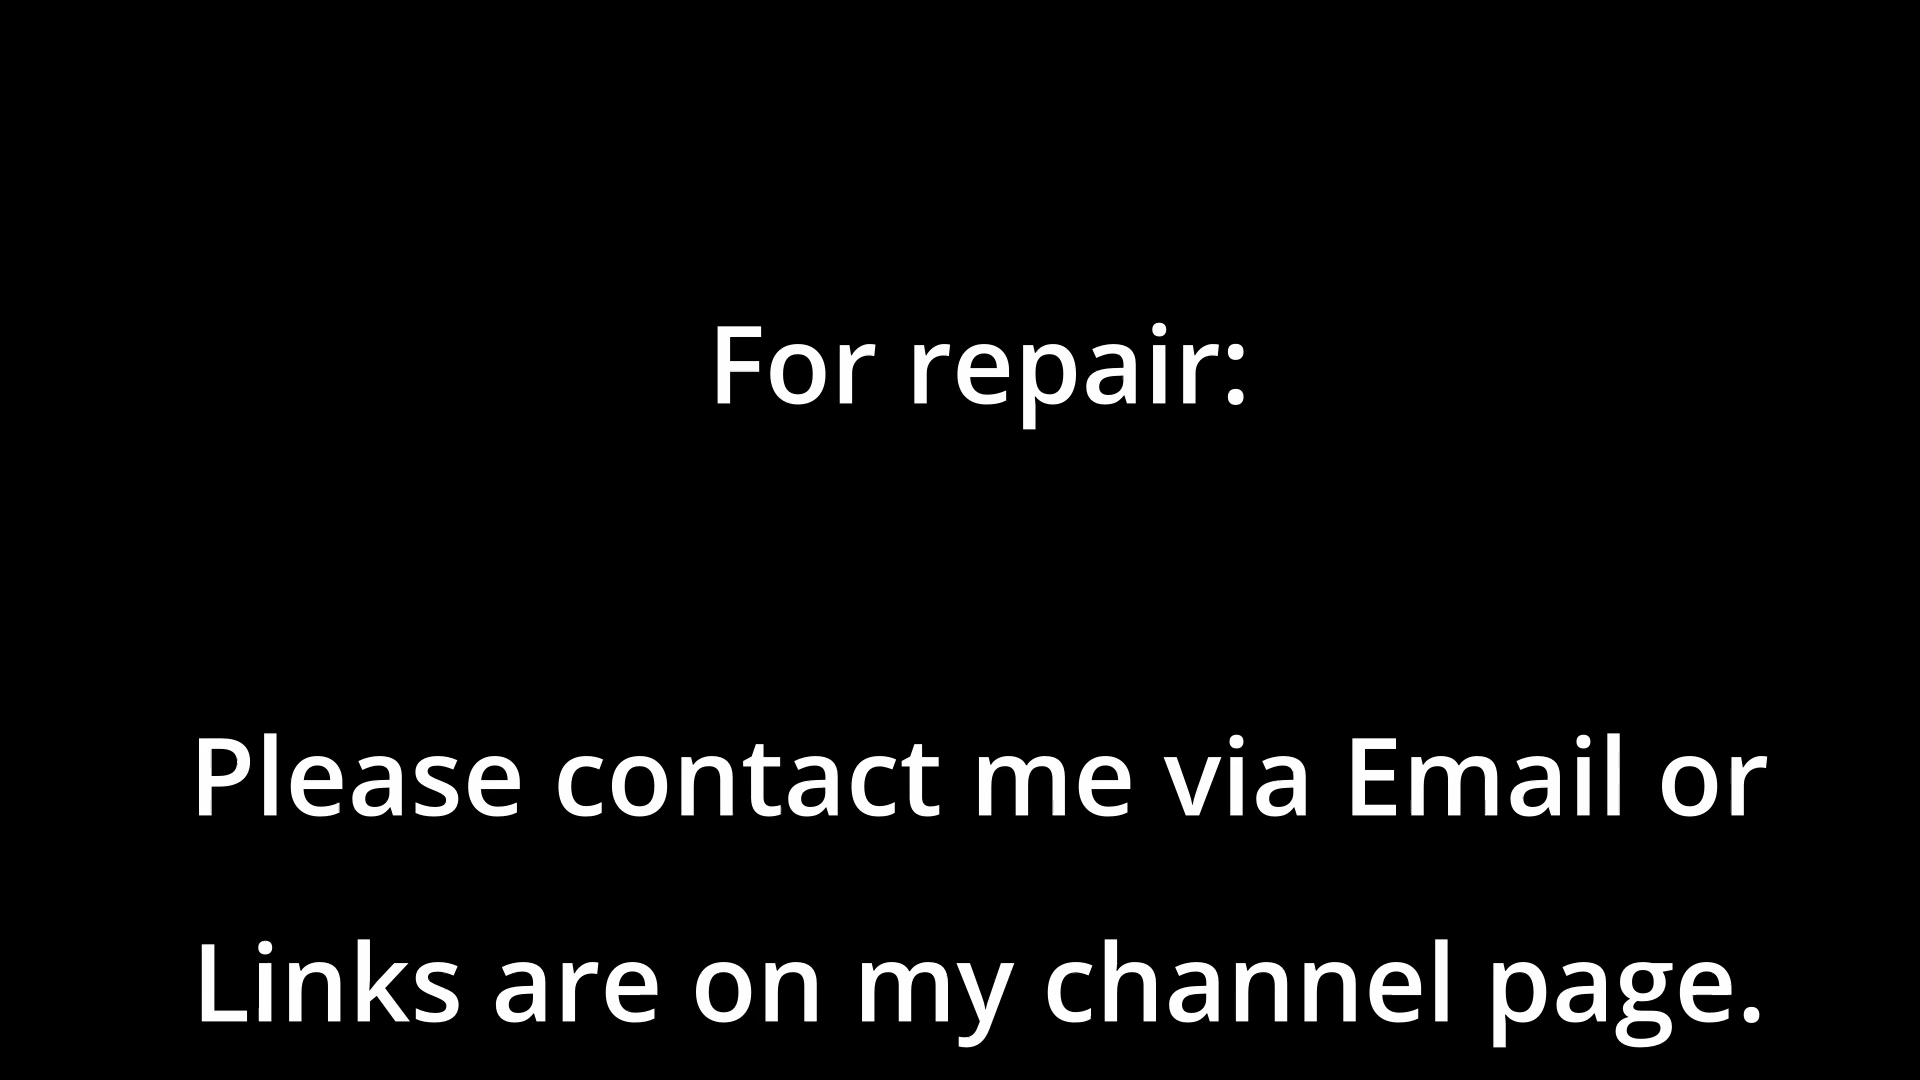 For repair:
Please contact me via Email or
Links are on my channel page.